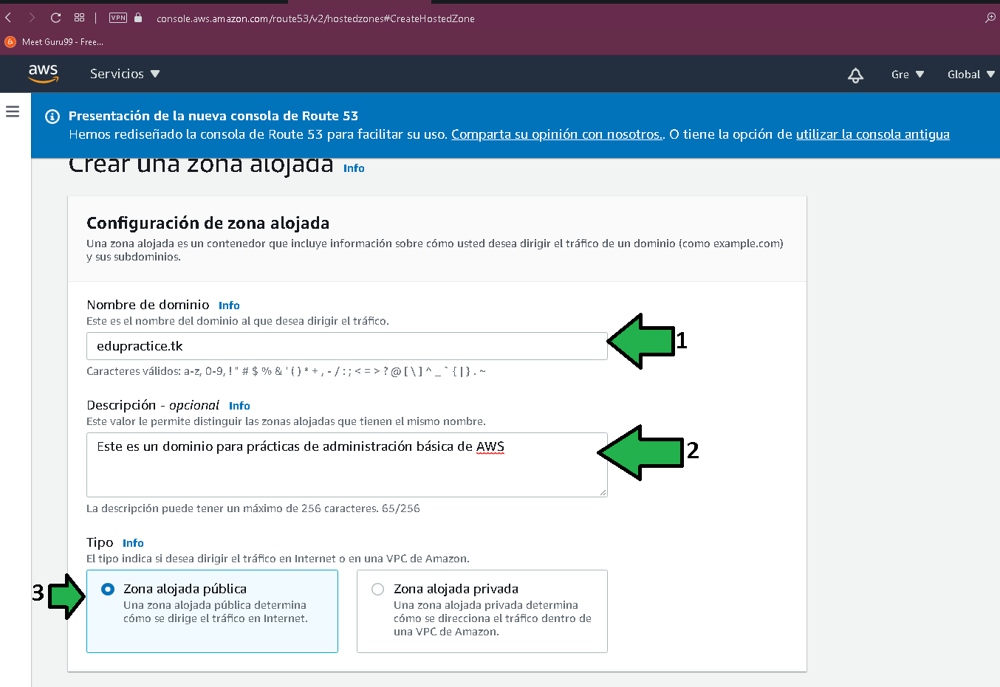 VPN console.aws.amazon.com/route53/v2/hostedzones#CreateHostedZone
Meet Guru99 - Free...
aws Servicios Gre Global
Presentación de la nueva consola de Route 53
Hemos rediseñado la consola de Route 53 para facilitar su uso. Comparta su opinión con nosotros.. O tiene la opción de utilizar la consola antigua
Crear una zona alojada Info
Configuración de zona alojada
Una zona alojada es un contenedor que incluye información sobre cómo usted desea dirigir el tráfico de un dominio (como example.com)
y sus subdominios.
Nombre de dominio Info
Este es el nombre del dominio al que desea dirigir el tráfico.
edupractice.tk
1
Caracteres válidos: a-z, 0-9, ! " # $ % & ' ( ) * + , - / : ; < = > ? @ [ \ ] ^ _ ` { | } . ~
Descripción - opcional Info
Este valor le permite distinguir las zonas alojadas que tienen el mismo nombre.
Este es un dominio para prácticas de administración básica de AWS
2
La descripción puede tener un máximo de 256 caracteres. 65/256
Tipo Info
El tipo indica si desea dirigir el tráfico en Internet o en una VPC de Amazon.
3
Zona alojada pública
Una zona alojada pública determina
cómo se dirige el tráfico en Internet.
Zona alojada privada
Una zona alojada privada determina
cómo se direcciona el tráfico dentro de
una VPC de Amazon.